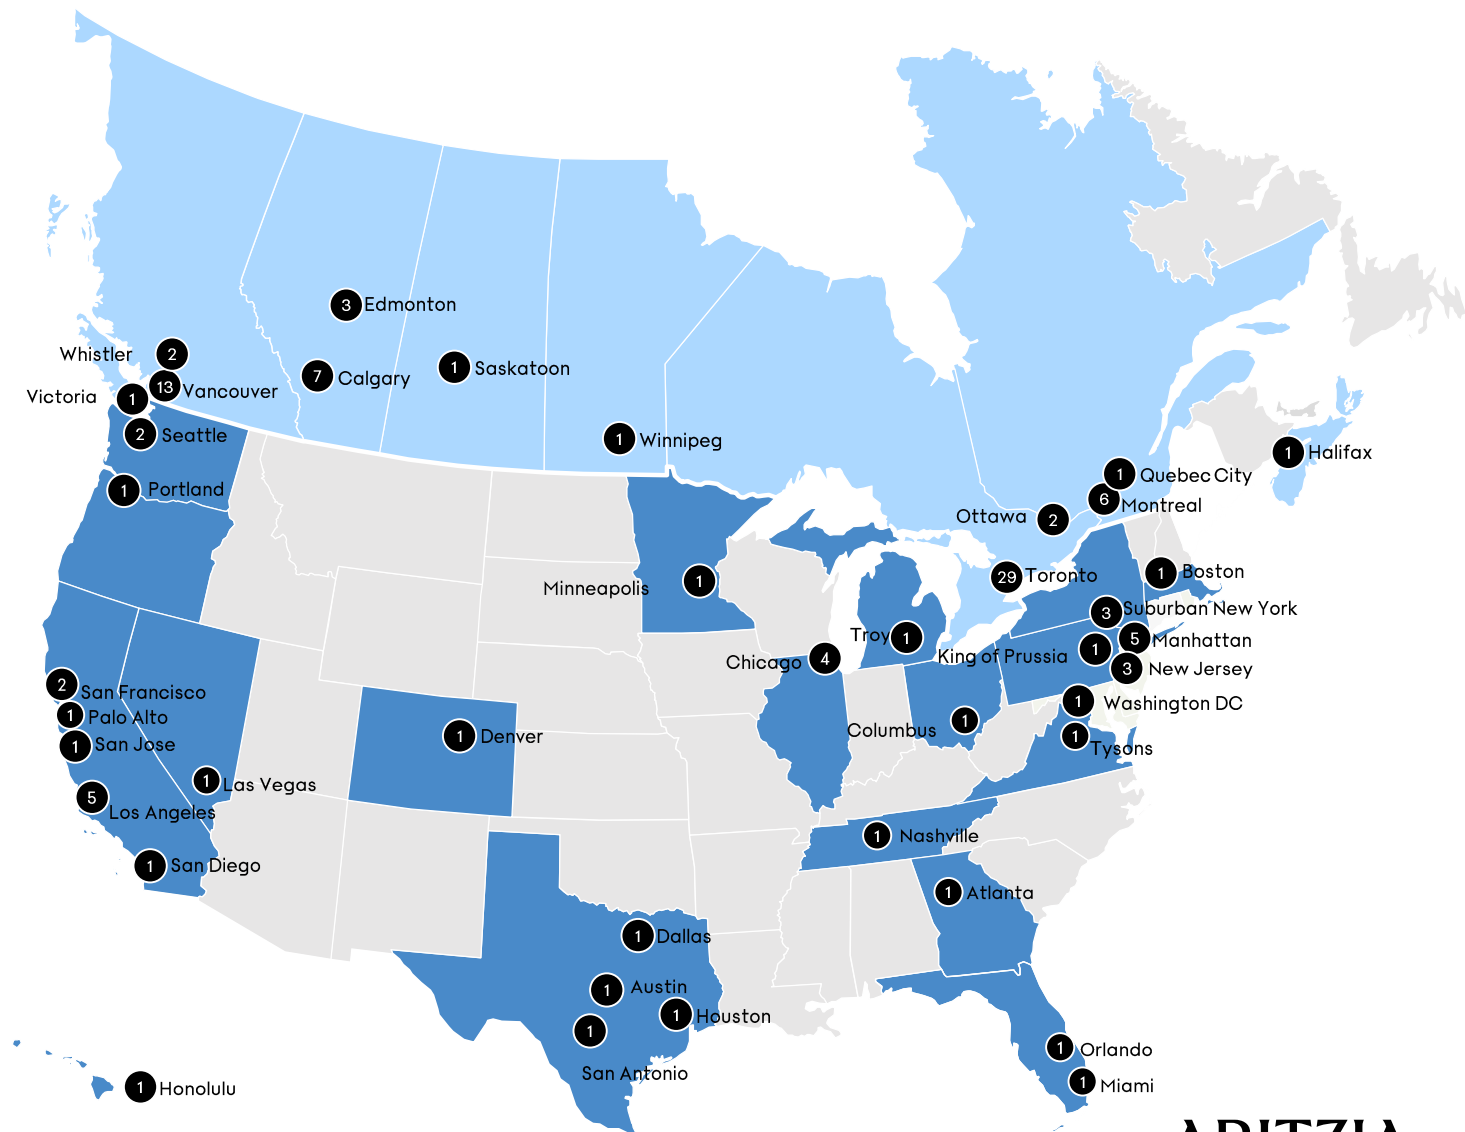 3 Edmonton
Whistler 2
1 Saskatoon
7 Calgary
13 Vancouver
Victoria 1
2 Seattle
1 Winnipeg
1 Halifax
1 Quebec City
1 Portland
6 Montreal
Ottawa 2
1 Boston
29 Toronto
Minneapolis 1
3 Suburban New York
Troy 1
5 Manhattan
King of Prussia 1
Chicago 4
3 New Jersey
2 San Francisco
1 Washington DC
1 Palo Alto
Columbus 1
1 Denver
1 San Jose
1 Tysons
1 Las Vegas
5 Los Angeles
1 Nashville
1 San Diego
1 Atlanta
1 Dallas
1 Austin
1 Houston
1
San Antonio
1 Orlando
1 Miami
1 Honolulu
ARITZIA